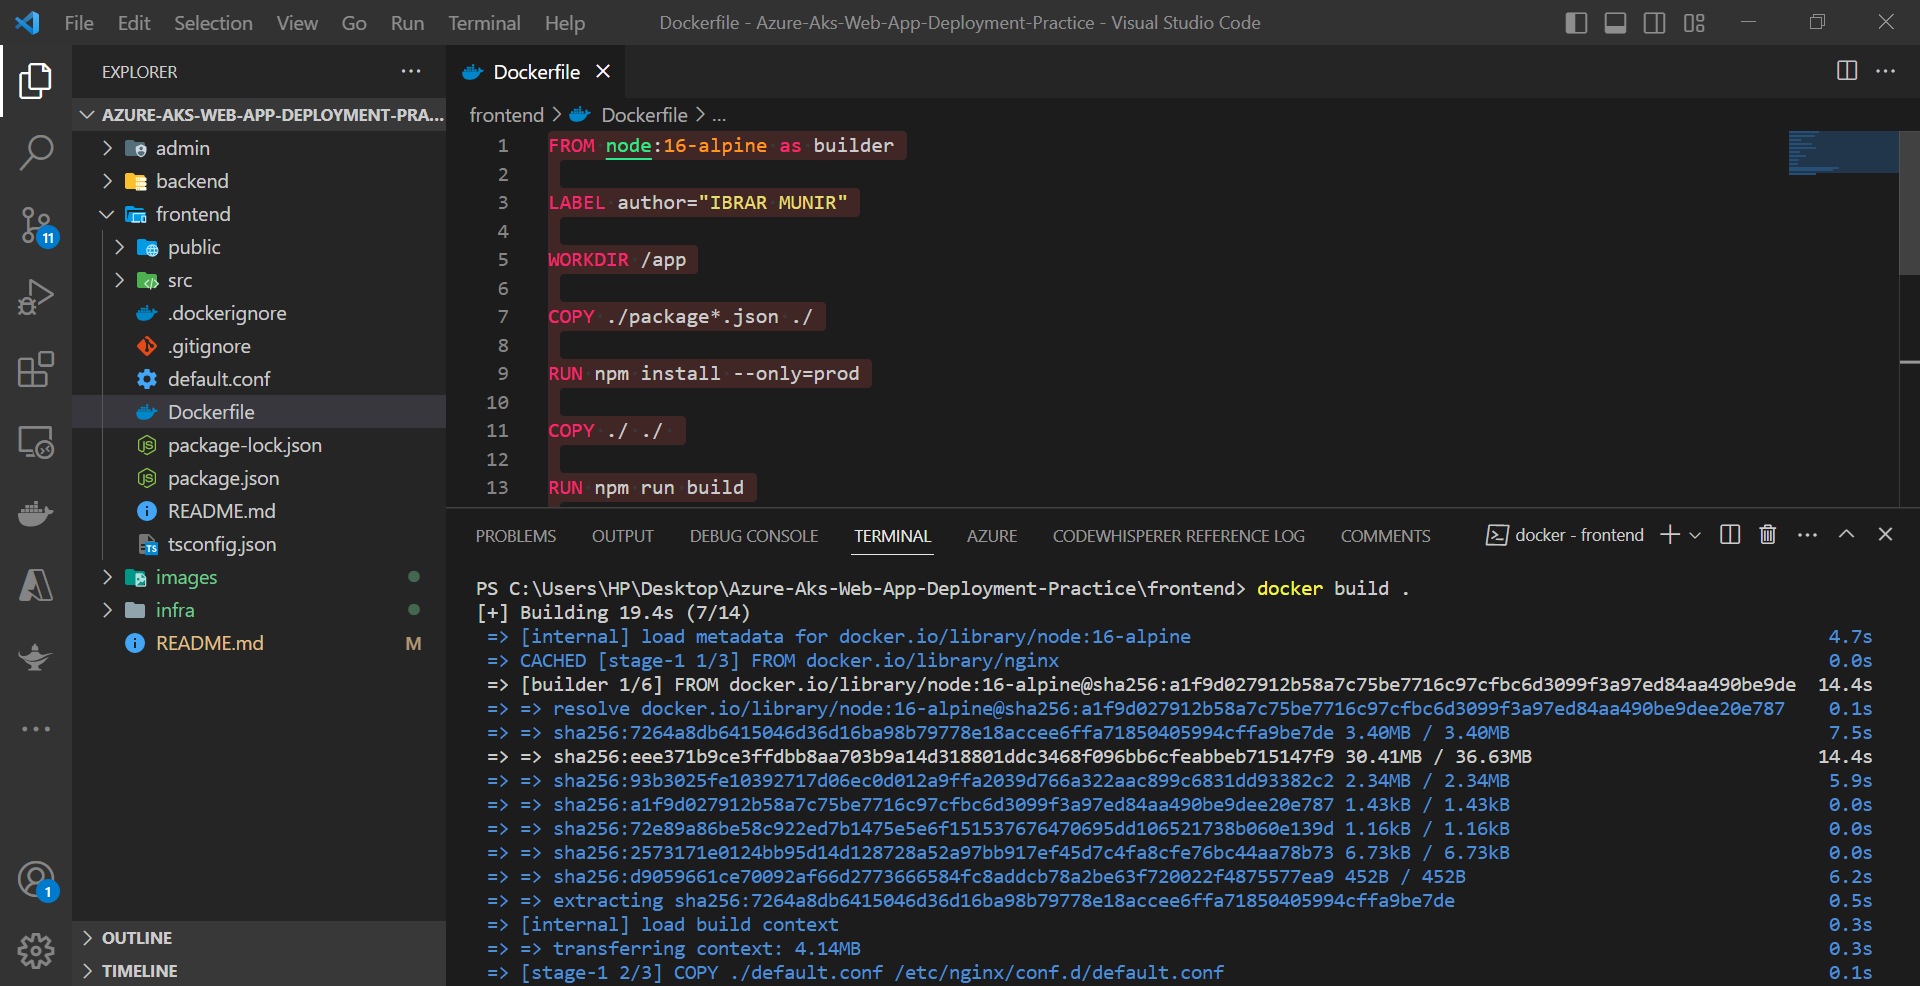 File Edit Selection View Go Run Terminal Help
Dockerfile - Azure-Aks-Web-App-Deployment-Practice - Visual Studio Code
EXPLORER
AZURE-AKS-WEB-APP-DEPLOYMENT-PRA...
admin
backend
frontend
public
src
.dockerignore
.gitignore
default.conf
Dockerfile
package-lock.json
package.json
README.md
tsconfig.json
images
infra
README.md M
OUTLINE
TIMELINE
11
1
Dockerfile
frontend > Dockerfile > ...
1 FROM node:16-alpine as builder
2
3 LABEL author="IBRAR MUNIR"
4
5 WORKDIR /app
6
7 COPY ./package*.json ./
8
9 RUN npm install --only=prod
10
11 COPY ./ ./
12
13 RUN npm run build
PROBLEMS OUTPUT DEBUG CONSOLE TERMINAL AZURE CODEWHISPERER REFERENCE LOG COMMENTS
docker - frontend
PS C:\Users\HP\Desktop\Azure-Aks-Web-App-Deployment-Practice\frontend> docker build .
[+] Building 19.4s (7/14)
=> [internal] load metadata for docker.io/library/node:16-alpine 4.7s
=> CACHED [stage-1 1/3] FROM docker.io/library/nginx 0.0s
=> [builder 1/6] FROM docker.io/library/node:16-alpine@sha256:a1f9d027912b58a7c75be7716c97cfbc6d3099f3a97ed84aa490be9de 14.4s
=> => resolve docker.io/library/node:16-alpine@sha256:a1f9d027912b58a7c75be7716c97cfbc6d3099f3a97ed84aa490be9dee20e787 0.1s
=> => sha256:7264a8db6415046d36d16ba98b79778e18accee6ffa71850405994cffa9be7de 3.40MB / 3.40MB 7.5s
=> => sha256:eee371b9ce3ffdbb8aa703b9a14d318801ddc3468f096bb6cfeabbeb715147f9 30.41MB / 36.63MB 14.4s
=> => sha256:93b3025fe10392717d06ec0d012a9ffa2039d766a322aac899c6831dd93382c2 2.34MB / 2.34MB 5.9s
=> => sha256:a1f9d027912b58a7c75be7716c97cfbc6d3099f3a97ed84aa490be9dee20e787 1.43kB / 1.43kB 0.0s
=> => sha256:72e89a86be58c922ed7b1475e5e6f151537676470695dd106521738b060e139d 1.16kB / 1.16kB 0.0s
=> => sha256:2573171e0124bb95d14d128728a52a97bb917ef45d7c4fa8cfe76bc44aa78b73 6.73kB / 6.73kB 0.0s
=> => sha256:d9059661ce70092af66d2773666584fc8addcb78a2be63f720022f4875577ea9 452B / 452B 6.2s
=> => extracting sha256:7264a8db6415046d36d16ba98b79778e18accee6ffa71850405994cffa9be7de 0.5s
=> [internal] load build context 0.3s
=> => transferring context: 4.14MB 0.3s
=> [stage-1 2/3] COPY ./default.conf /etc/nginx/conf.d/default.conf 0.1s